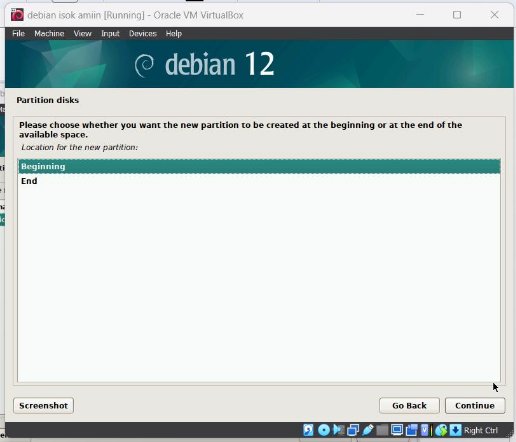 debian isok amiin [Running] - Oracle VM VirtualBox
File Machine View Input Devices Help
debian 12
Partition disks
Please choose whether you want the new partition to be created at the beginning or at the end of the
available space.
Location for the new partition:
Beginning
End
Screenshot
Go Back
Continue
Right Ctrl